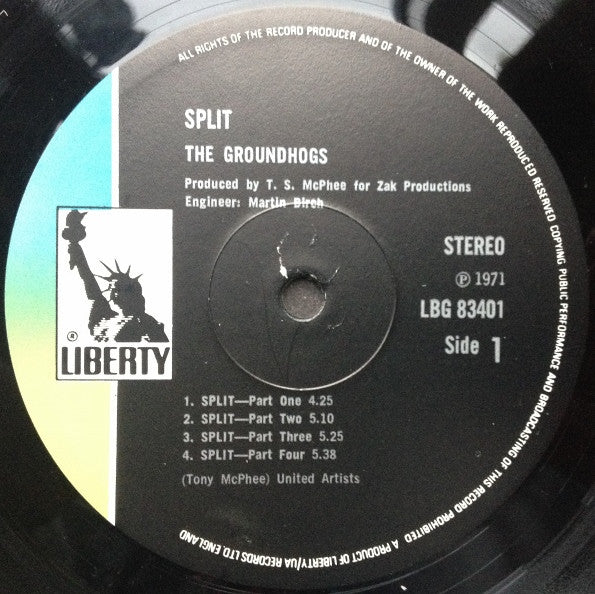 ALL RIGHTS OF THE RECORD PRODUCER AND OF THE OWNER OF THE WORK REPRODUCED RESERVED COPYING PUBLIC PERFORMANCE AND BROADCASTING OF THIS RECORD PROHIBITED A PRODUCT OF LIBERTY/UA RECORDS LTD ENGLAND
SPLIT
THE GROUNDHOGS
Produced by T. S. McPhee for Zak Productions
Engineer: Martin Birch
STEREO
℗ 1971
LBG 83401
Side 1
® LIBERTY
1. SPLIT—Part One 4.25
2. SPLIT—Part Two 5.10
3. SPLIT—Part Three 5.25
4. SPLIT—Part Four 5.38
(Tony McPhee) United Artists